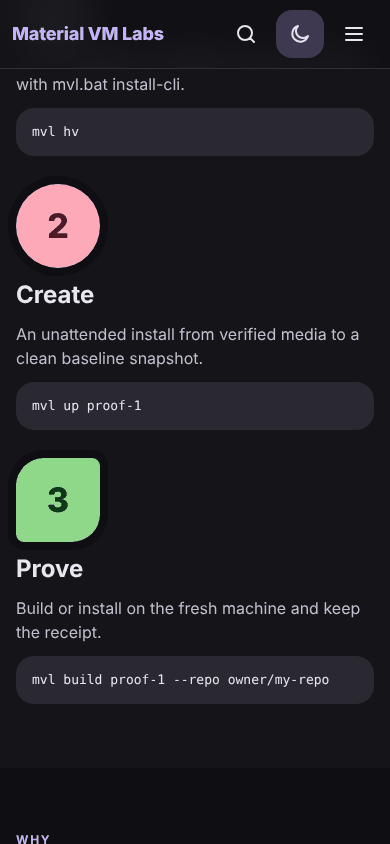 Material VM Labs
with mvl.bat install-cli.
mvl hv
2
Create
An unattended install from verified media to a
clean baseline snapshot.
mvl up proof-1
3
Prove
Build or install on the fresh machine and keep
the receipt.
mvl build proof-1 --repo owner/my-repo
WHY